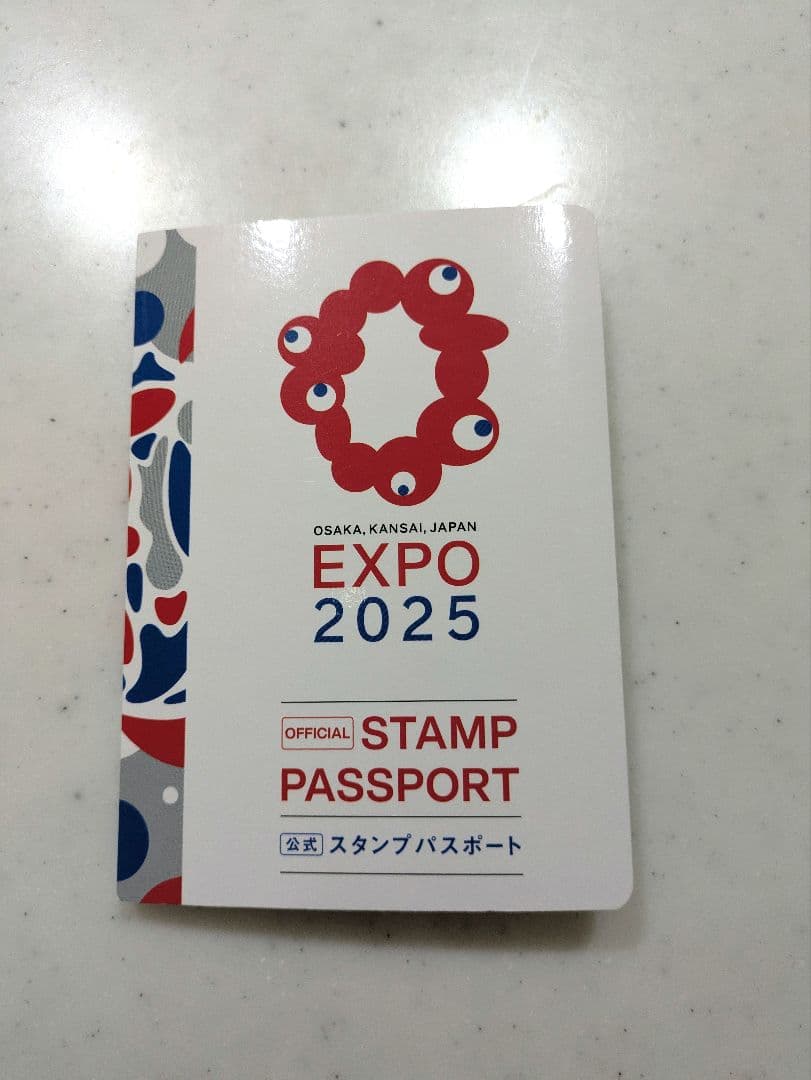 OSAKA, KANSAI, JAPAN
EXPO
2025
OFFICIAL STAMP
PASSPORT
公式 スタンプパスポート